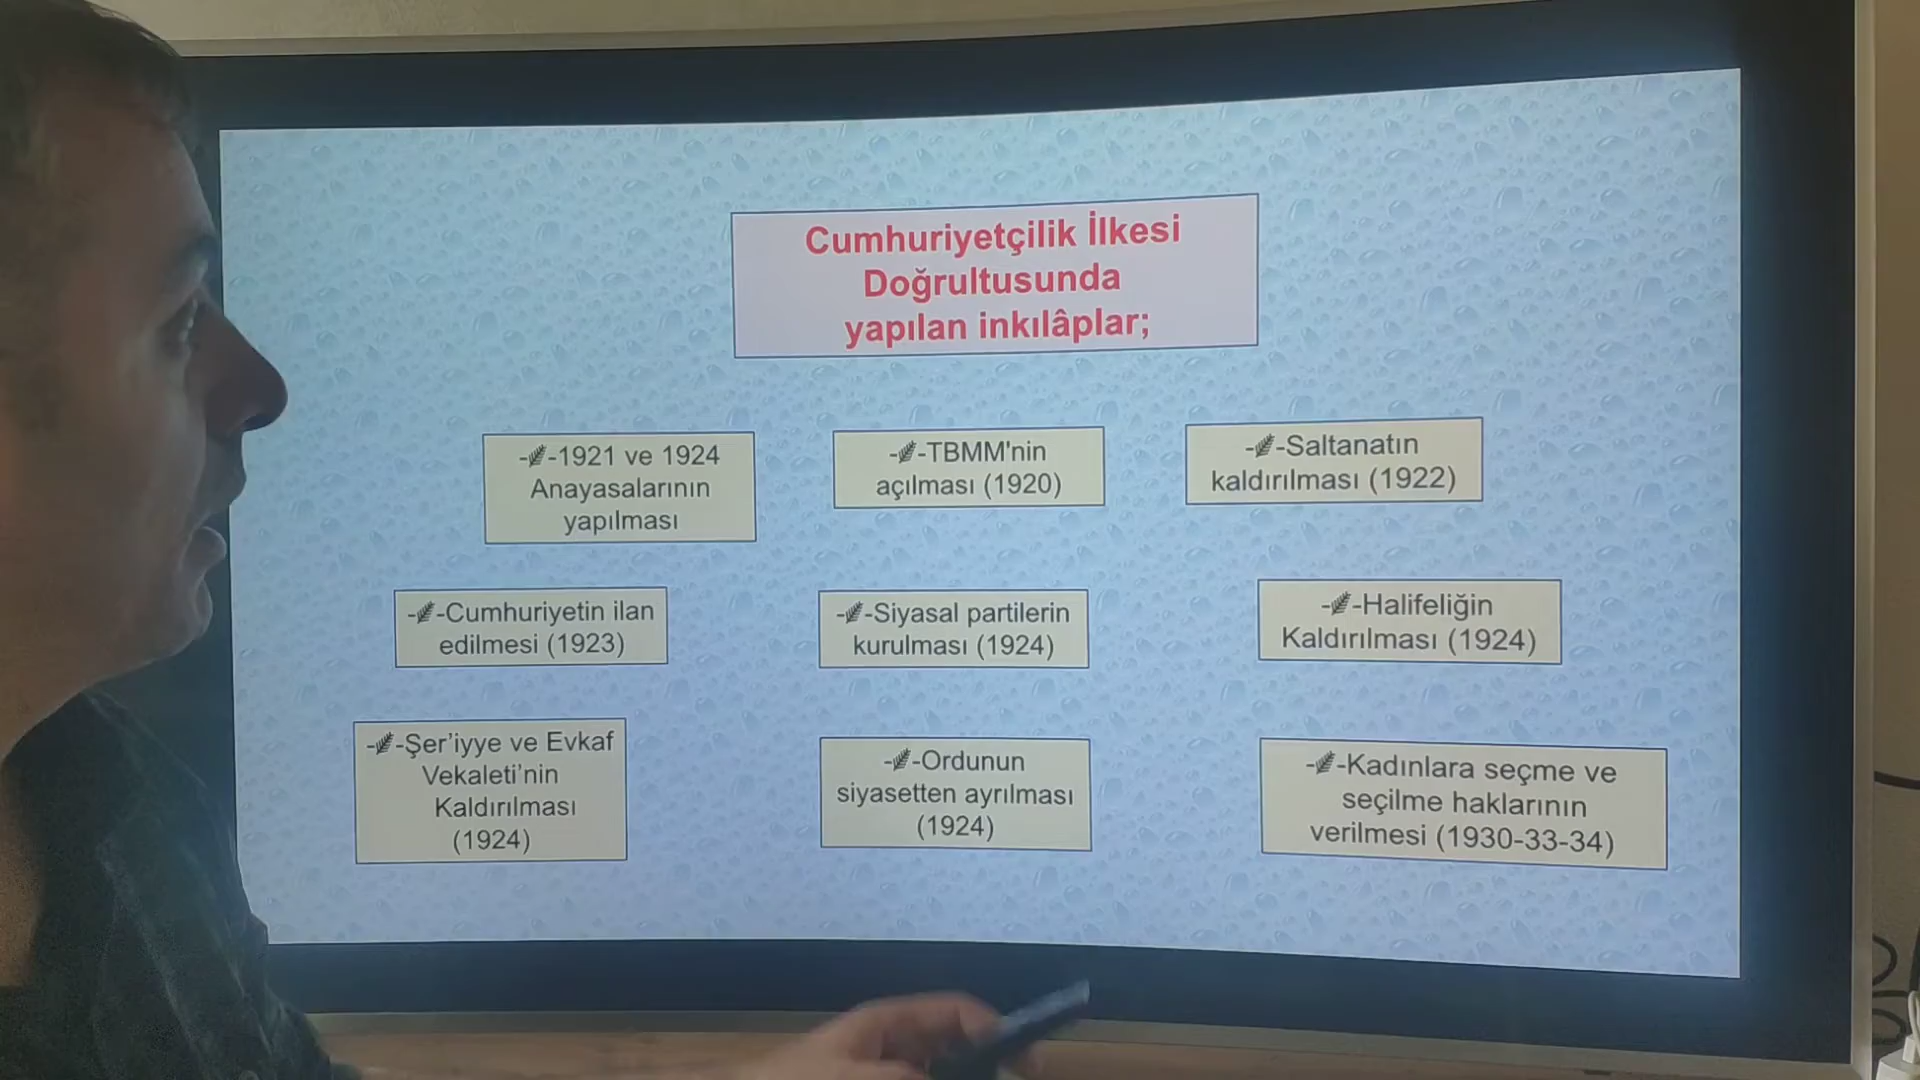 Cumhuriyetçilik İlkesi
Doğrultusunda
yapılan inkılâplar;
--1921 ve 1924
Anayasalarının
yapılması
--TBMM'nin
açılması (1920)
--Saltanatın
kaldırılması (1922)
--Cumhuriyetin ilan
edilmesi (1923)
--Siyasal partilerin
kurulması (1924)
--Halifeliğin
Kaldırılması (1924)
--Şer’iyye ve Evkaf
Vekaleti’nin
Kaldırılması
(1924)
--Ordunun
siyasetten ayrılması
(1924)
--Kadınlara seçme ve
seçilme haklarının
verilmesi (1930-33-34)